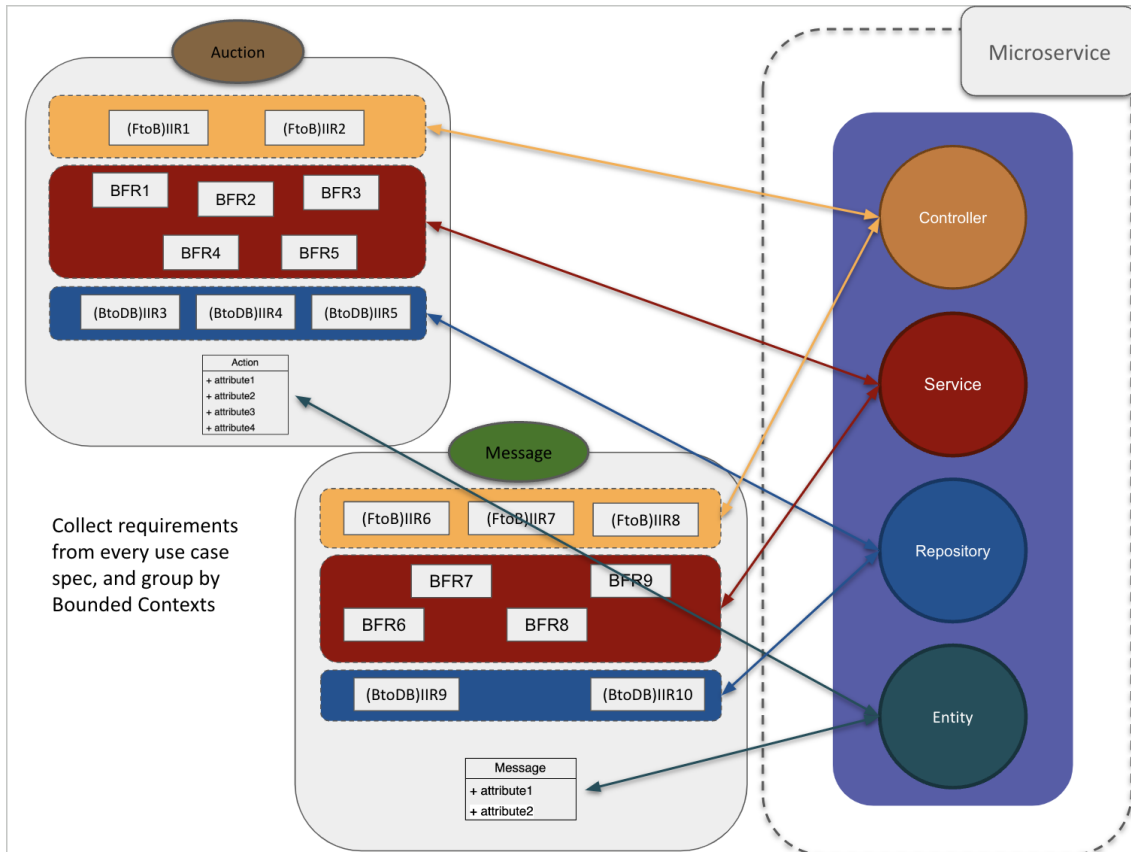 Auction
Microservice
(FtoB)IIR1
(FtoB)IIR2
BFR1
BFR2
BFR3
BFR4
BFR5
(BtoDB)IIR3
(BtoDB)IIR4
(BtoDB)IIR5
Action
+ attribute1
+ attribute2
+ attribute3
+ attribute4
Message
(FtoB)IIR6
(FtoB)IIR7
(FtoB)IIR8
BFR7
BFR9
BFR6
BFR8
(BtoDB)IIR9
(BtoDB)IIR10
Message
+ attribute1
+ attribute2
Collect requirements
from every use case
spec, and group by
Bounded Contexts
Controller
Service
Repository
Entity